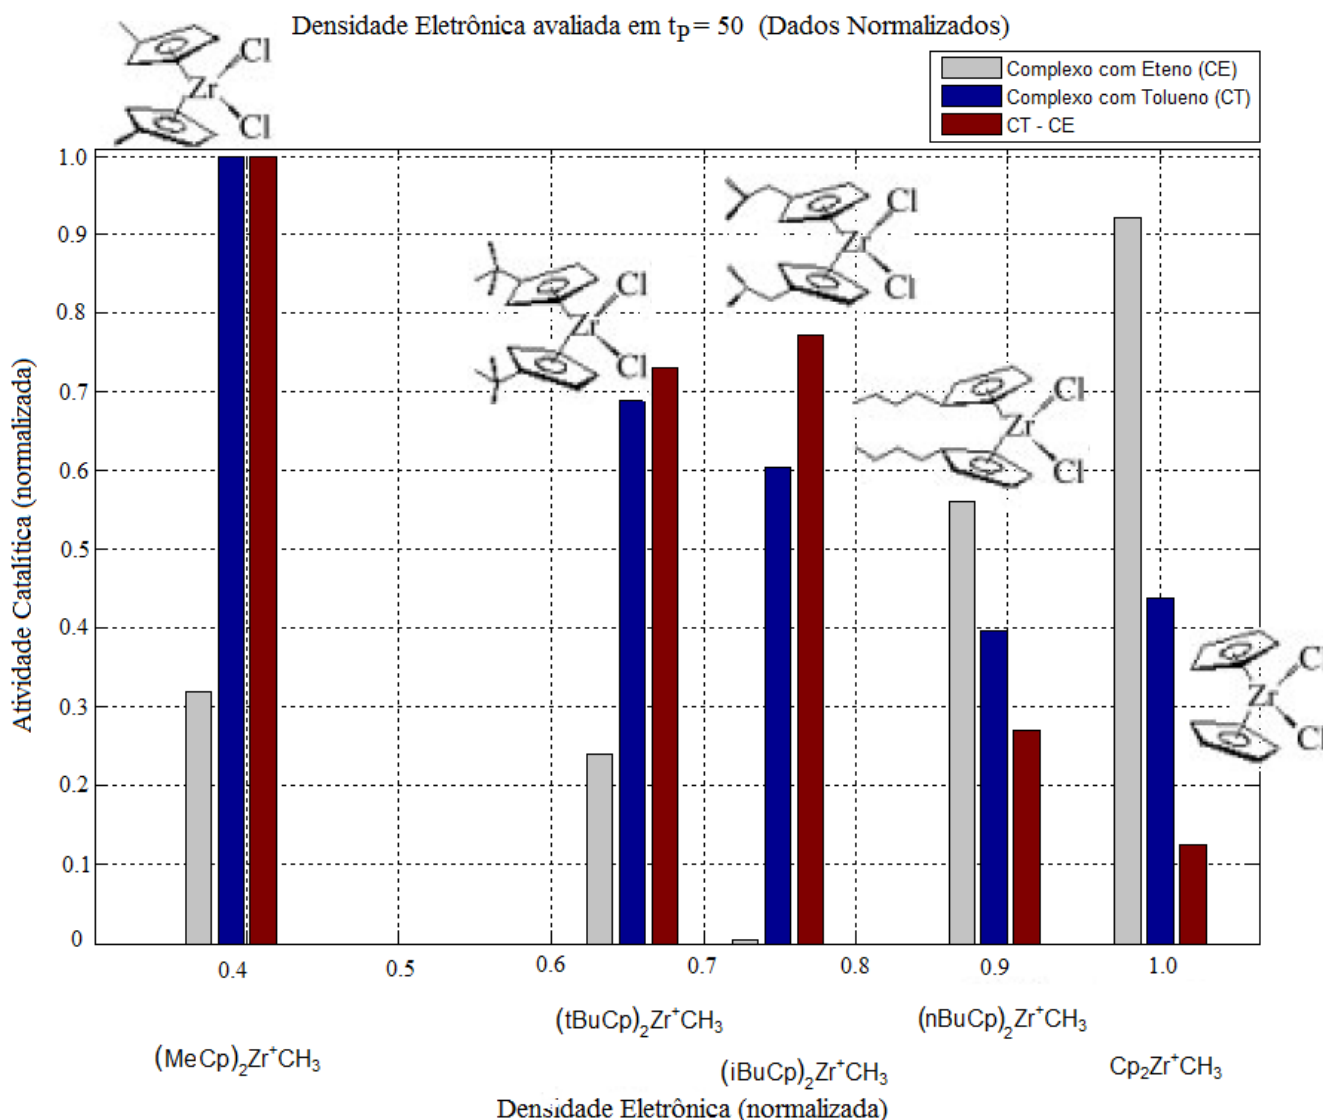 Densidade Eletrônica avaliada em tₚ = 50 (Dados Normalizados)
Complexo com Eteno (CE)
Complexo com Tolueno (CT)
CT - CE
Zr
Cl
Cl
1.0
0.9
0.8
0.7
0.6
0.5
0.4
0.3
0.2
0.1
0
Atividade Catalítica (normalizada)
Zr
Cl
Cl
Zr
Cl
Cl
Zr
Cl
Cl
Zr
Cl
Cl
0.4 0.5 0.6 0.7 0.8 0.9 1.0
(tBuCp)₂Zr⁺CH₃ (nBuCp)₂Zr⁺CH₃
(MeCp)₂Zr⁺CH₃ (iBuCp)₂Zr⁺CH₃ Cp₂Zr⁺CH₃
Densidade Eletrônica (normalizada)